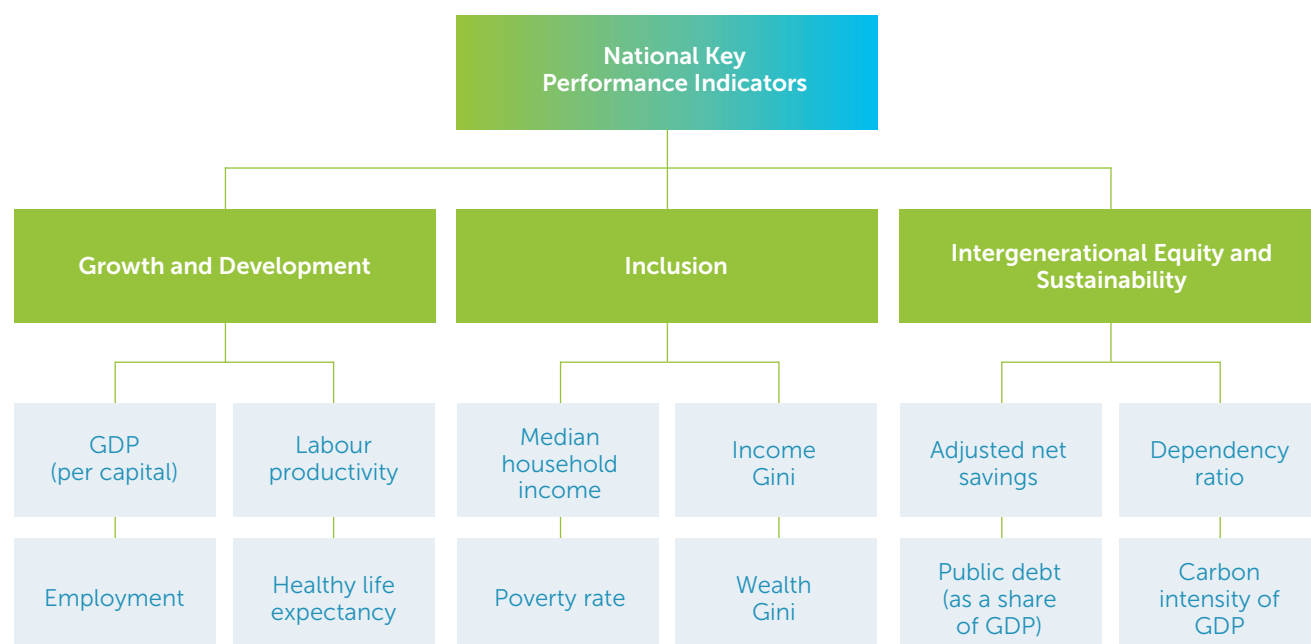 National Key
Performance Indicators
Growth and Development
Inclusion
Intergenerational Equity and
Sustainability
GDP
(per capital)
Labour
productivity
Median
household
income
Income
Gini
Adjusted net
savings
Dependency
ratio
Employment
Healthy life
expectancy
Poverty rate
Wealth
Gini
Public debt
(as a share
of GDP)
Carbon
intensity of
GDP